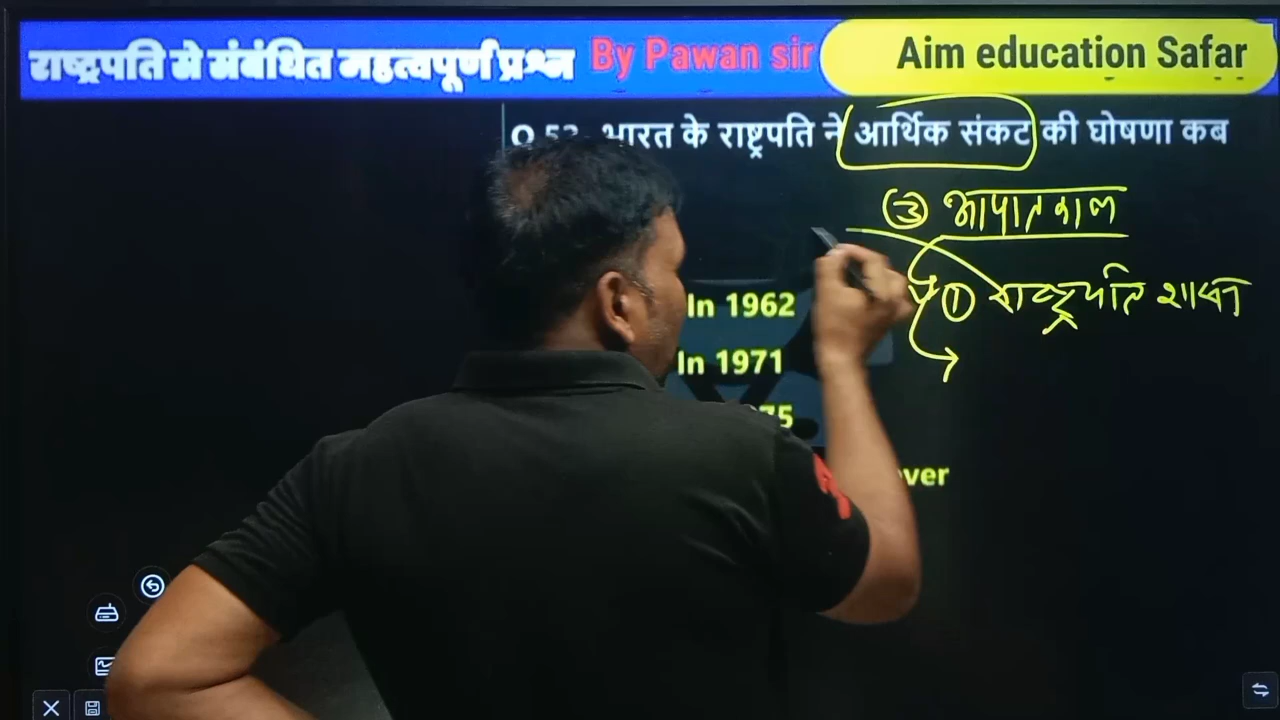 राष्ट्रपति से संबंधित महत्वपूर्ण प्रश्न By Pawan sir Aim education Safar
भारत के राष्ट्रपति ने आर्थिक संकट की घोषणा कब
③ आपातकाल
① राष्ट्रपति शासन
In 1962
In 1971